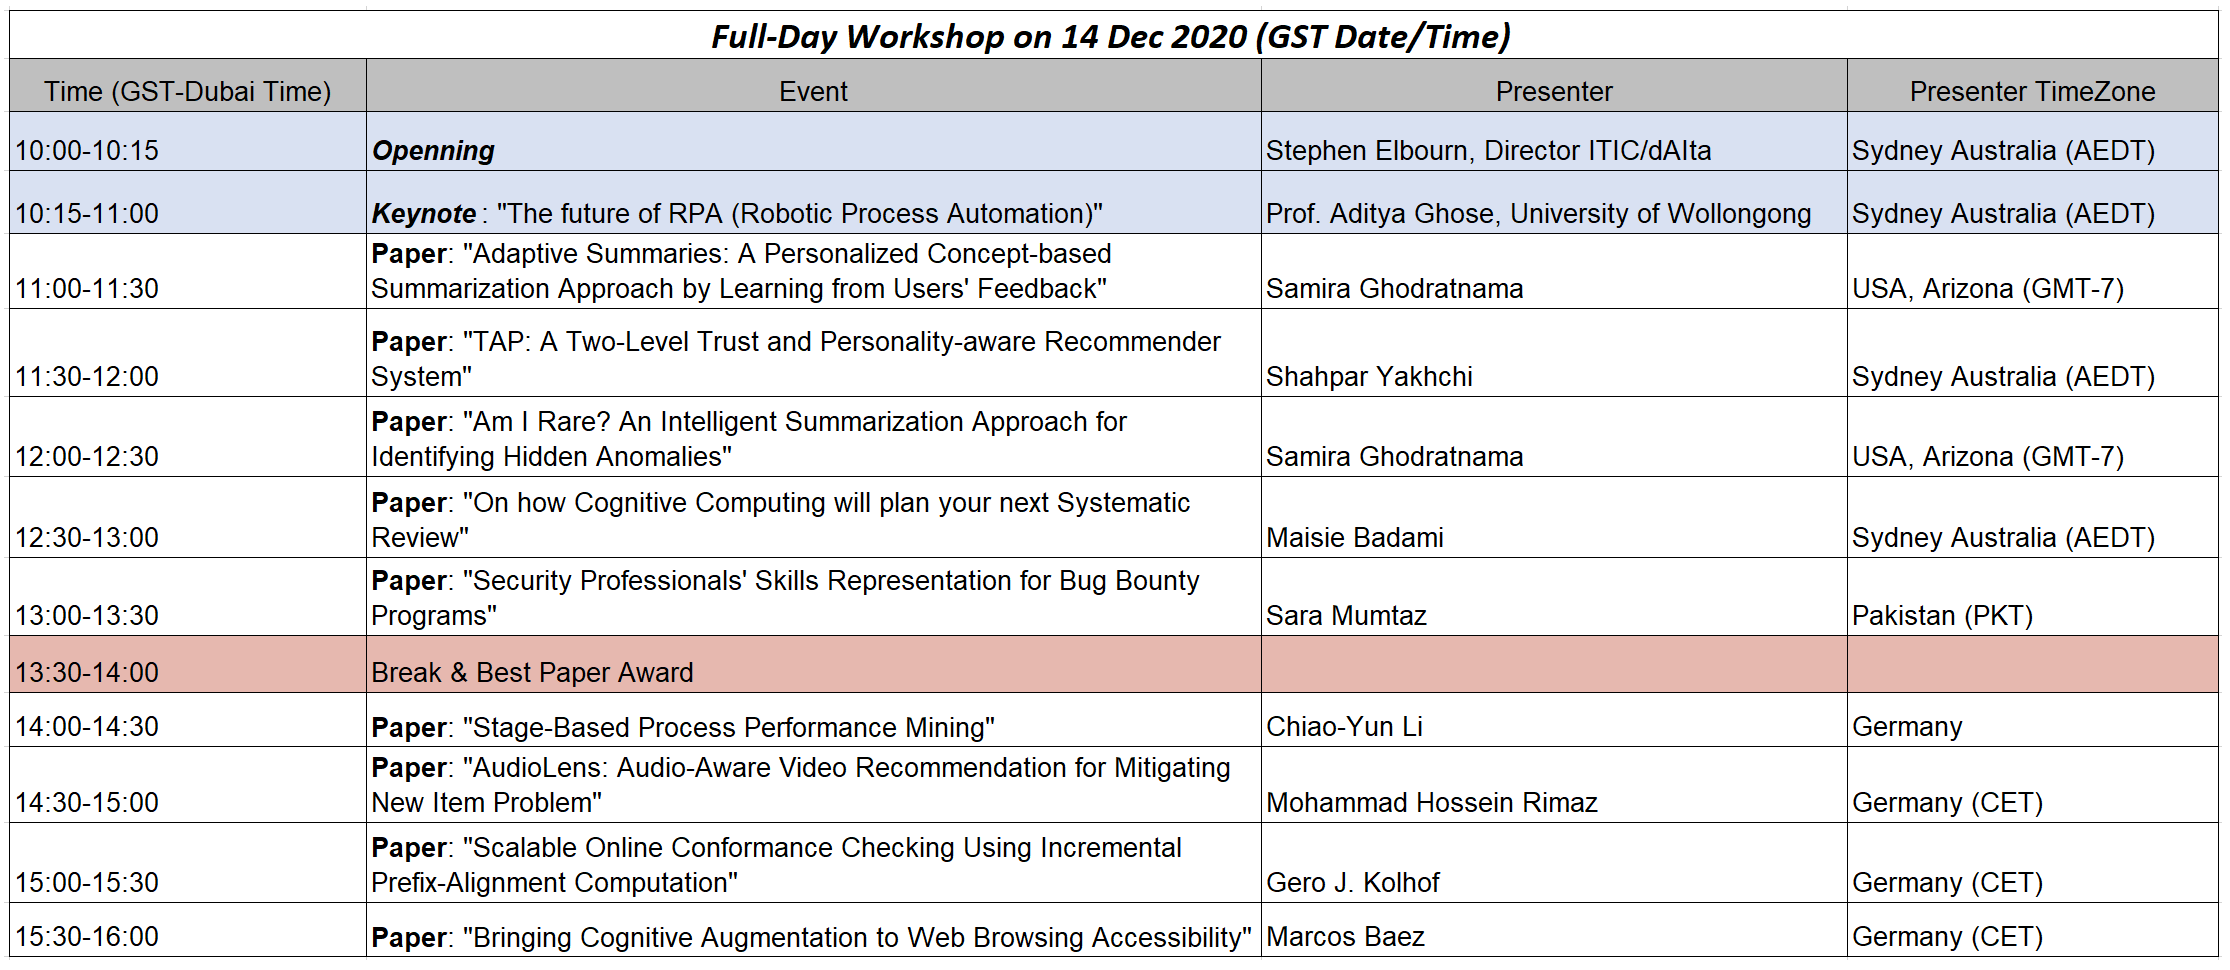 Full-Day Workshop on 14 Dec 2020 (GST Date/Time)
Time (GST-Dubai Time) Event Presenter Presenter TimeZone
10:00-10:15 Openning Stephen Elbourn, Director ITIC/dAIta Sydney Australia (AEDT)
10:15-11:00 Keynote : "The future of RPA (Robotic Process Automation)" Prof. Aditya Ghose, University of Wollongong Sydney Australia (AEDT)
Paper: "Adaptive Summaries: A Personalized Concept-based
11:00-11:30 Summarization Approach by Learning from Users' Feedback" Samira Ghodratnama USA, Arizona (GMT-7)
Paper: "TAP: A Two-Level Trust and Personality-aware Recommender
11:30-12:00 System" Shahpar Yakhchi Sydney Australia (AEDT)
Paper: "Am I Rare? An Intelligent Summarization Approach for
12:00-12:30 Identifying Hidden Anomalies" Samira Ghodratnama USA, Arizona (GMT-7)
Paper: "On how Cognitive Computing will plan your next Systematic
12:30-13:00 Review" Maisie Badami Sydney Australia (AEDT)
Paper: "Security Professionals' Skills Representation for Bug Bounty
13:00-13:30 Programs" Sara Mumtaz Pakistan (PKT)
13:30-14:00 Break & Best Paper Award
14:00-14:30 Paper: "Stage-Based Process Performance Mining" Chiao-Yun Li Germany
Paper: "AudioLens: Audio-Aware Video Recommendation for Mitigating
14:30-15:00 New Item Problem" Mohammad Hossein Rimaz Germany (CET)
Paper: "Scalable Online Conformance Checking Using Incremental
15:00-15:30 Prefix-Alignment Computation" Gero J. Kolhof Germany (CET)
15:30-16:00 Paper: "Bringing Cognitive Augmentation to Web Browsing Accessibility" Marcos Baez Germany (CET)